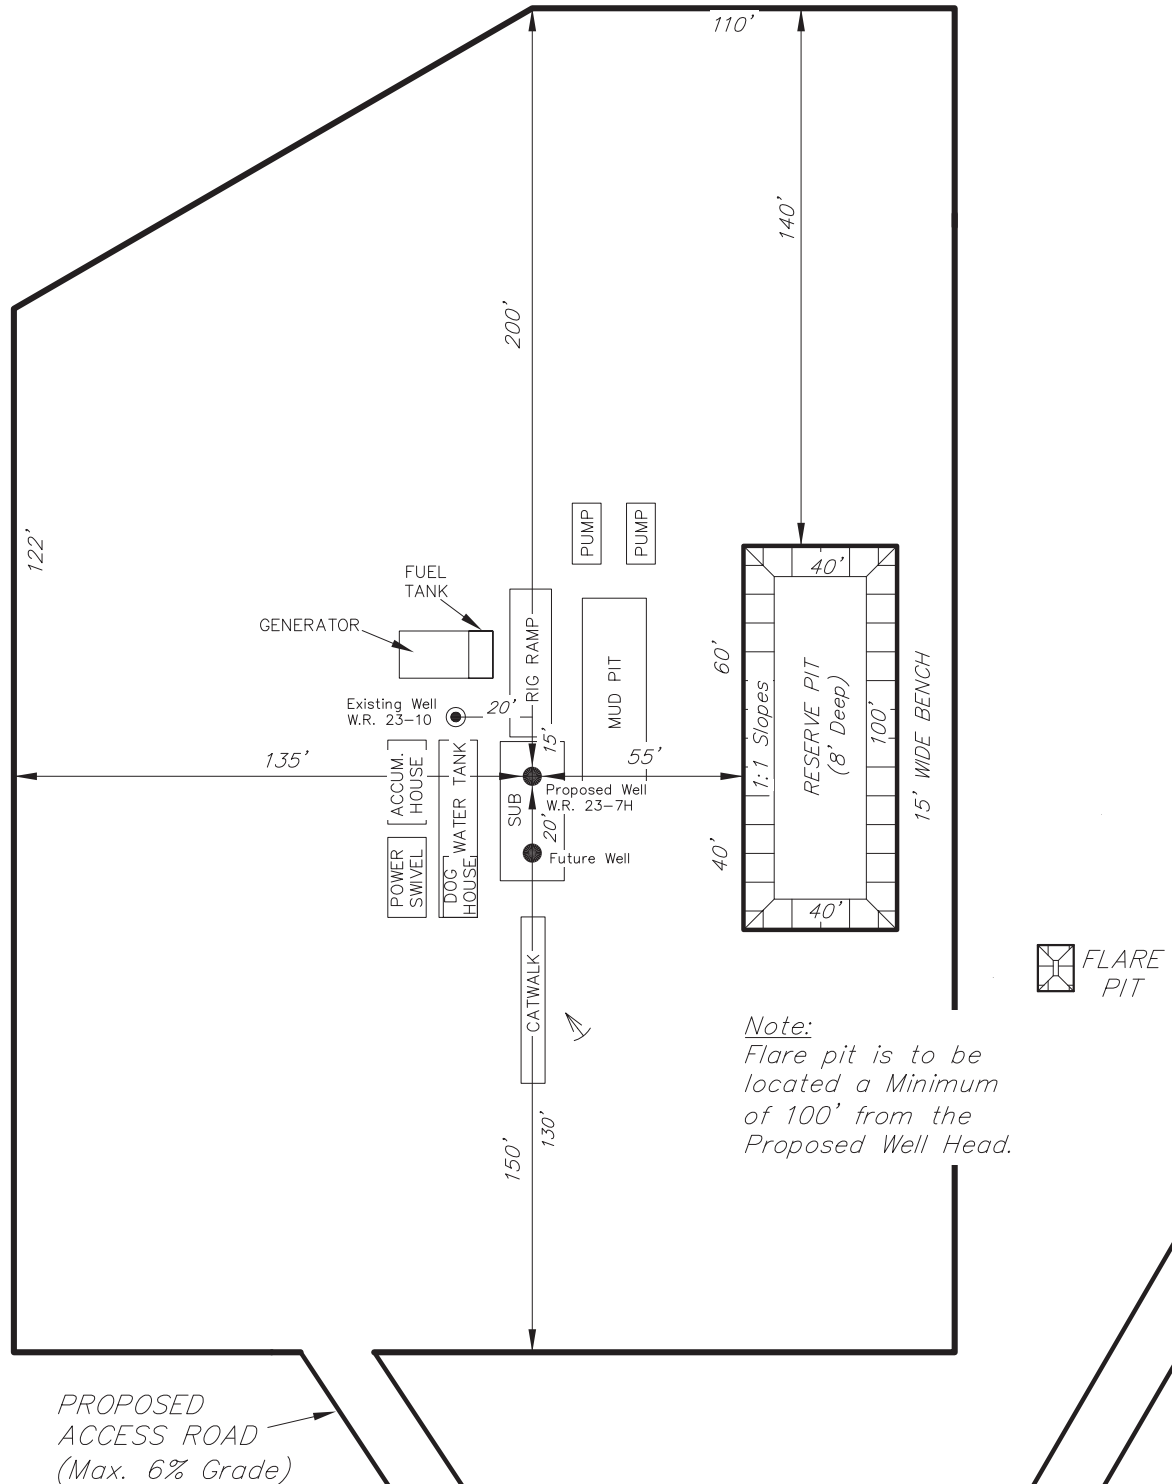 110'
140'
200'
122'
PUMP
PUMP
FUEL
TANK
GENERATOR
RIG RAMP
MUD PIT
40'
60'
1:1 Slopes
RESERVE PIT
(8' Deep)
100'
15' WIDE BENCH
Existing Well
W.R. 23-10
20'
15'
135'
55'
ACCUM.
HOUSE
WATER TANK
SUB
Proposed Well
W.R. 23-7H
20'
Future Well
40'
POWER
SWIVEL
DOG
HOUSE
40'
CATWALK
FLARE
PIT
Note:
Flare pit is to be
located a Minimum
of 100' from the
Proposed Well Head.
150'
130'
PROPOSED
ACCESS ROAD
(Max. 6% Grade)